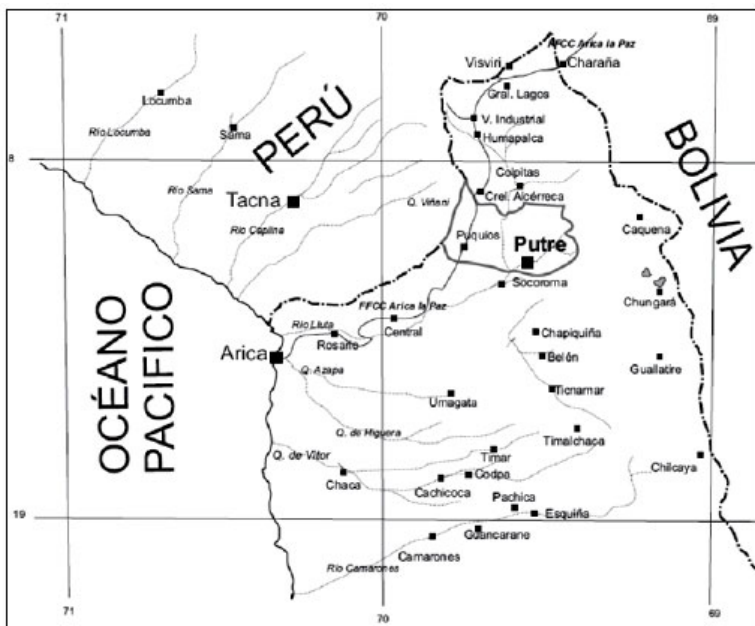 70
69
FFCC Arica la Paz
Visviri
Charaña
Locumba
Gral. Lagos
PERÚ
V. Industrial
Río Locumba
Sama
Humapalca
BOLIVIA
8
Colpitas
Río Sama
Crel. Alcérreca
Tacna
Q. Viñani
Caquena
Río Caplina
Puquios
Putre
Socoroma
Chungará
OCÉANO
PACIFICO
FFCC Arica la Paz
Río Lluta
Central
Rosario
Chapiquiña
Arica
Belén
Guallatire
Q. Azapa
Ticnamar
Umagata
Q. de Higuera
Timalchaca
Q. de Vitor
Timar
Chilcaya
Chaca
Codpa
Cachicoca
Pachica
19
Esquiña
Guancarane
Camarones
Río Camarones
71
70
69
71